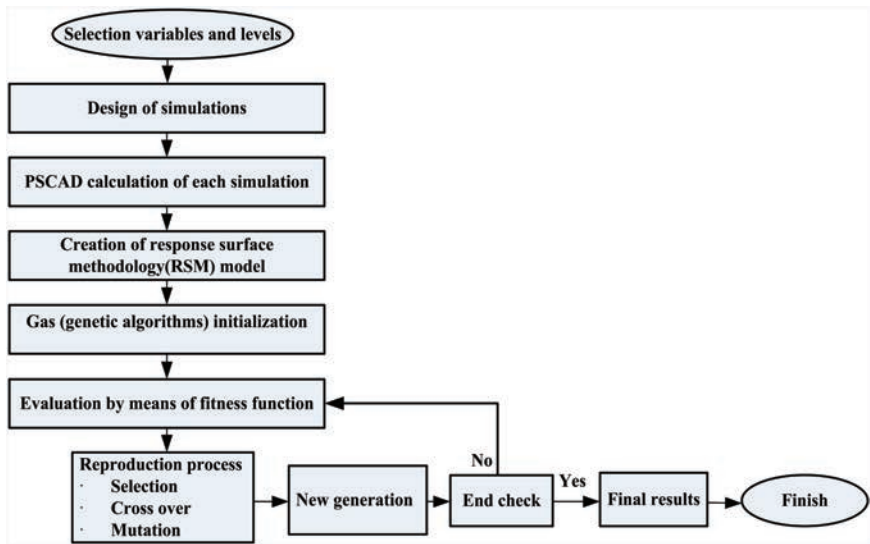 Selection variables and levels
Design of simulations
PSCAD calculation of each simulation
Creation of response surface
methodology(RSM) model
Gas (genetic algorithms) initialization
Evaluation by means of fitness function
Reproduction process
· Selection
· Cross over
· Mutation
New generation
No
End check
Yes
Final results
Finish